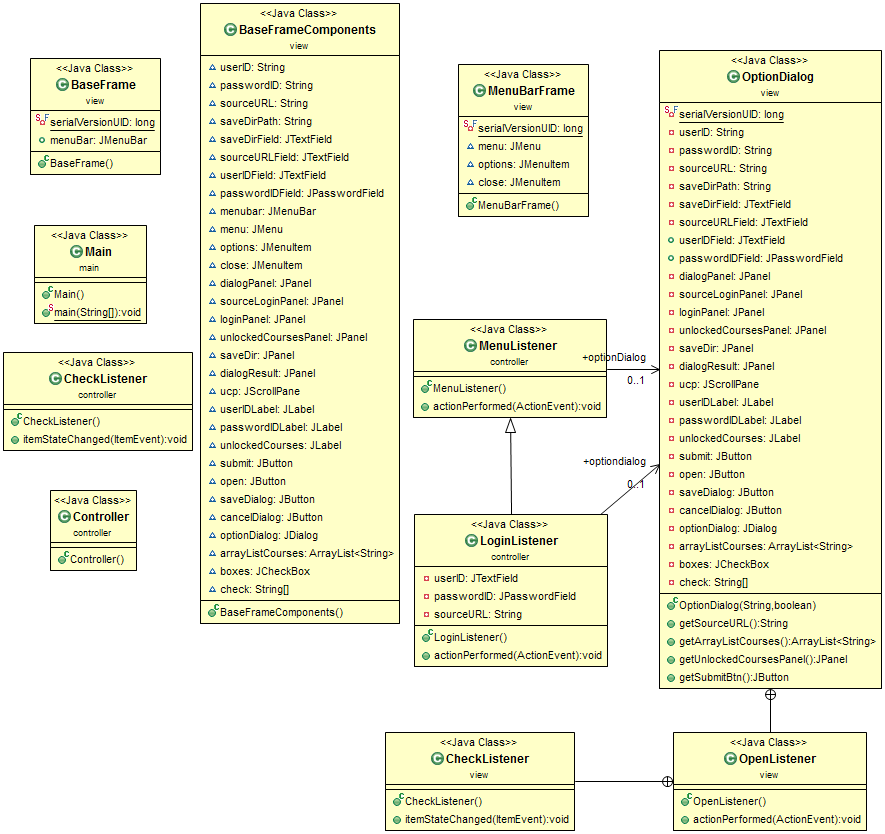 <<Java Class>>
BaseFrame
view
serialVersionUID: long
menuBar: JMenuBar
BaseFrame()
<<Java Class>>
Main
main
Main()
main(String[]):void
<<Java Class>>
CheckListener
controller
CheckListener()
itemStateChanged(ItemEvent):void
<<Java Class>>
Controller
controller
Controller()
<<Java Class>>
BaseFrameComponents
view
userID: String
passwordID: String
sourceURL: String
saveDirPath: String
saveDirField: JTextField
sourceURLField: JTextField
userIDField: JTextField
passwordIDField: JPasswordField
menubar: JMenuBar
menu: JMenu
options: JMenuItem
close: JMenuItem
dialogPanel: JPanel
sourceLoginPanel: JPanel
loginPanel: JPanel
unlockedCoursesPanel: JPanel
saveDir: JPanel
dialogResult: JPanel
ucp: JScrollPane
userIDLabel: JLabel
passwordIDLabel: JLabel
unlockedCourses: JLabel
submit: JButton
open: JButton
saveDialog: JButton
cancelDialog: JButton
optionDialog: JDialog
arrayListCourses: ArrayList<String>
boxes: JCheckBox
check: String[]
BaseFrameComponents()
<<Java Class>>
MenuBarFrame
view
serialVersionUID: long
menu: JMenu
options: JMenuItem
close: JMenuItem
MenuBarFrame()
<<Java Class>>
MenuListener
controller
MenuListener()
actionPerformed(ActionEvent):void
+optionDialog
0..1
+optiondialog
0..1
<<Java Class>>
LoginListener
controller
userID: JTextField
passwordID: JPasswordField
sourceURL: String
LoginListener()
actionPerformed(ActionEvent):void
<<Java Class>>
OptionDialog
view
serialVersionUID: long
userID: String
passwordID: String
sourceURL: String
saveDirPath: String
saveDirField: JTextField
sourceURLField: JTextField
userIDField: JTextField
passwordIDField: JPasswordField
dialogPanel: JPanel
sourceLoginPanel: JPanel
loginPanel: JPanel
unlockedCoursesPanel: JPanel
saveDir: JPanel
dialogResult: JPanel
ucp: JScrollPane
userIDLabel: JLabel
passwordIDLabel: JLabel
unlockedCourses: JLabel
submit: JButton
open: JButton
saveDialog: JButton
cancelDialog: JButton
optionDialog: JDialog
arrayListCourses: ArrayList<String>
boxes: JCheckBox
check: String[]
OptionDialog(String,boolean)
getSourceURL():String
getArrayListCourses():ArrayList<String>
getUnlockedCoursesPanel():JPanel
getSubmitBtn():JButton
<<Java Class>>
CheckListener
view
CheckListener()
itemStateChanged(ItemEvent):void
<<Java Class>>
OpenListener
view
OpenListener()
actionPerformed(ActionEvent):void